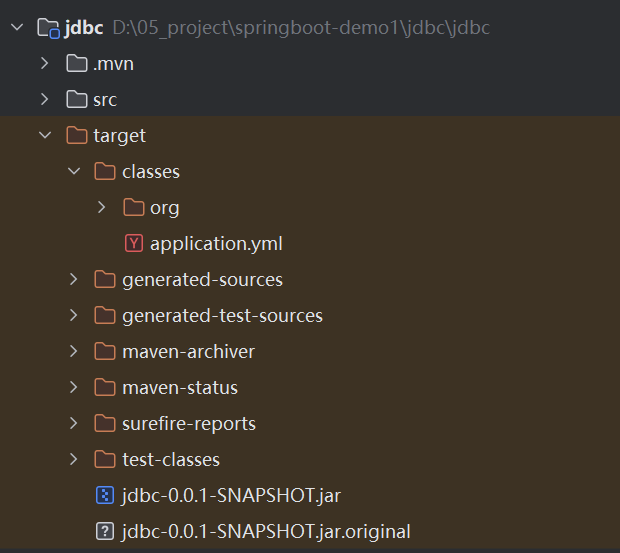 jdbc D:\05_project\springboot-demo1\jdbc\jdbc
.mvn
src
target
classes
org
application.yml
generated-sources
generated-test-sources
maven-archiver
maven-status
surefire-reports
test-classes
jdbc-0.0.1-SNAPSHOT.jar
jdbc-0.0.1-SNAPSHOT.jar.original